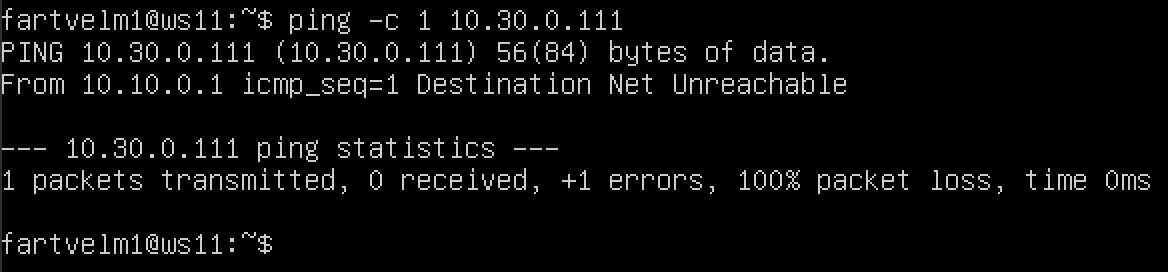 fartvelm1@ws11:~$ ping -c 1 10.30.0.111
PING 10.30.0.111 (10.30.0.111) 56(84) bytes of data.
From 10.10.0.1 icmp_seq=1 Destination Net Unreachable

--- 10.30.0.111 ping statistics ---
1 packets transmitted, 0 received, +1 errors, 100% packet loss, time 0ms

fartvelm1@ws11:~$